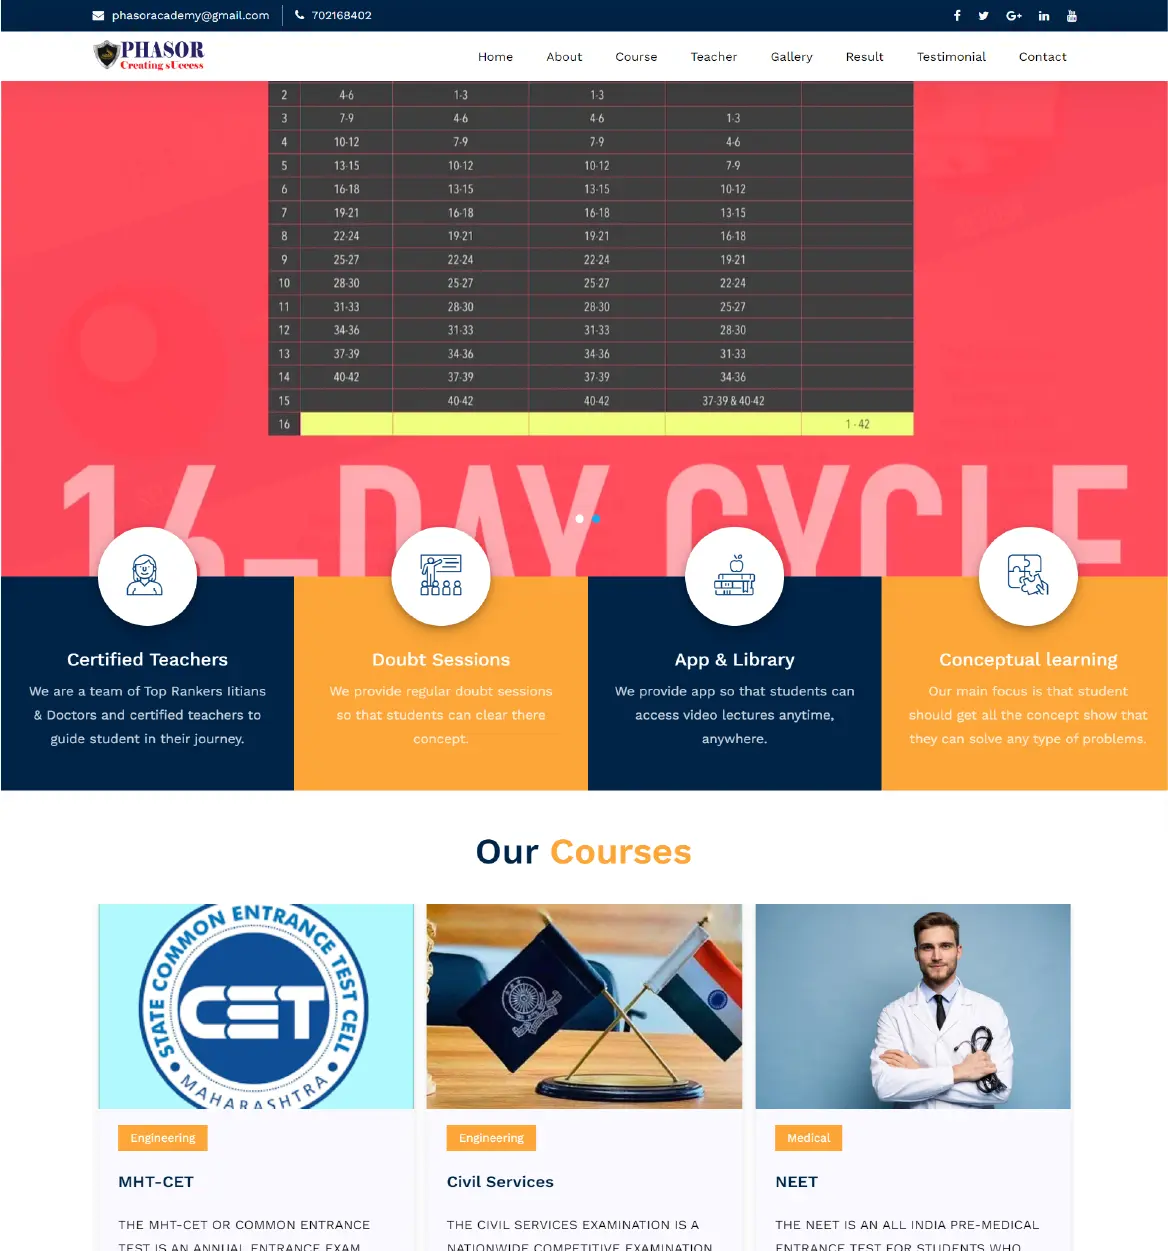 phasoracademy@gmail.com 702168402
PHASOR
Creating sUccess
Home About Course Teacher Gallery Result Testimonial Contact
2 4-6 1-3 1-3
3 7-9 4-6 4-6 1-3
4 10-12 7-9 7-9 4-6
5 13-15 10-12 10-12 7-9
6 16-18 13-15 13-15 10-12
7 19-21 16-18 16-18 13-15
8 22-24 19-21 19-21 16-18
9 25-27 22-24 22-24 19-21
10 28-30 25-27 25-27 22-24
11 31-33 28-30 28-30 25-27
12 34-36 31-33 31-33 28-30
13 37-39 34-36 34-36 31-33
14 40-42 37-39 37-39 34-36
15 40-42 40-42 37-39 & 40-42
16 1 - 42
16-DAY CYCLE
Certified Teachers
We are a team of Top Rankers Iitians
& Doctors and certified teachers to
guide student in their journey.
Doubt Sessions
We provide regular doubt sessions
so that students can clear there
concept.
App & Library
We provide app so that students can
access video lectures anytime,
anywhere.
Conceptual learning
Our main focus is that student
should get all the concept show that
they can solve any type of problems.
Our Courses
STATE COMMON ENTRANCE TEST CELL
CET
MAHARASHTRA
Engineering
MHT-CET
THE MHT-CET OR COMMON ENTRANCE
TEST IS AN ANNUAL ENTRANCE EXAM
Engineering
Civil Services
THE CIVIL SERVICES EXAMINATION IS A
NATIONWIDE COMPETITIVE EXAMINATION
Medical
NEET
THE NEET IS AN ALL INDIA PRE-MEDICAL
ENTRANCE TEST FOR STUDENTS WHO